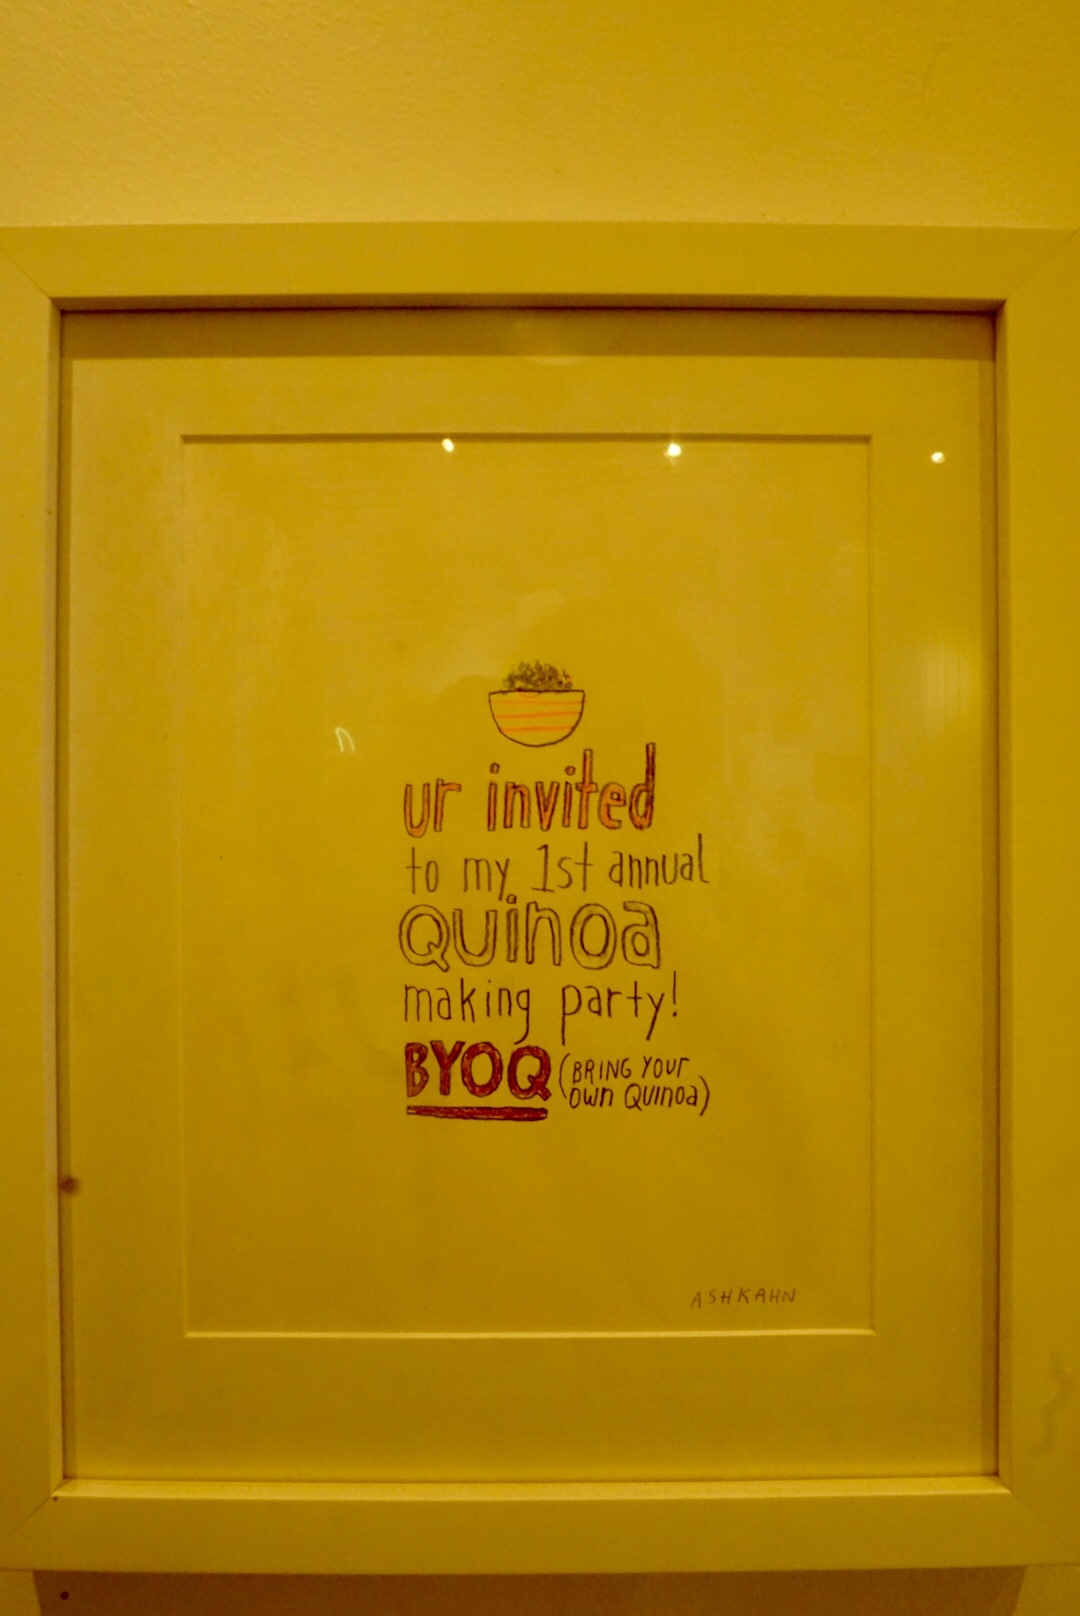 ur invited
to my 1st annual
Quinoa
making party!
BYOQ (BRING YOUR
OWN QUINOa)
ASHKAHN